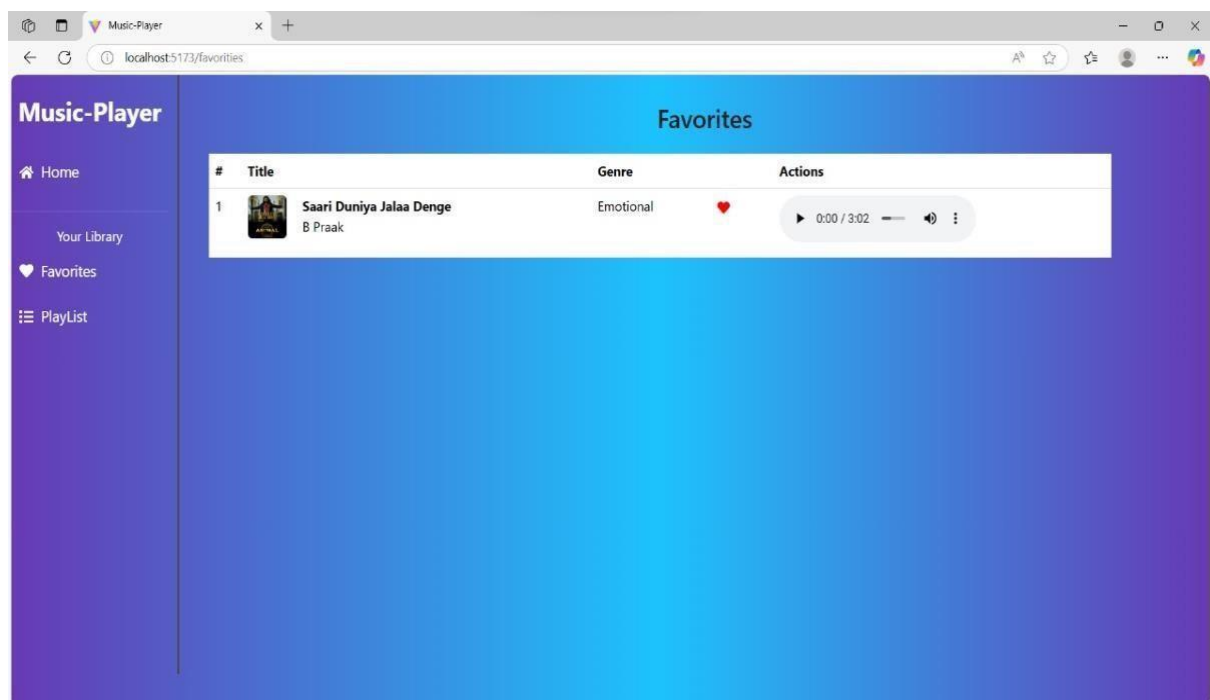 Music-Player
localhost:5173/favorities
Music-Player
Favorites
Home
# Title Genre Actions
1 Saari Duniya Jalaa Denge Emotional 0:00 / 3:02
B Praak
Your Library
Favorites
PlayList